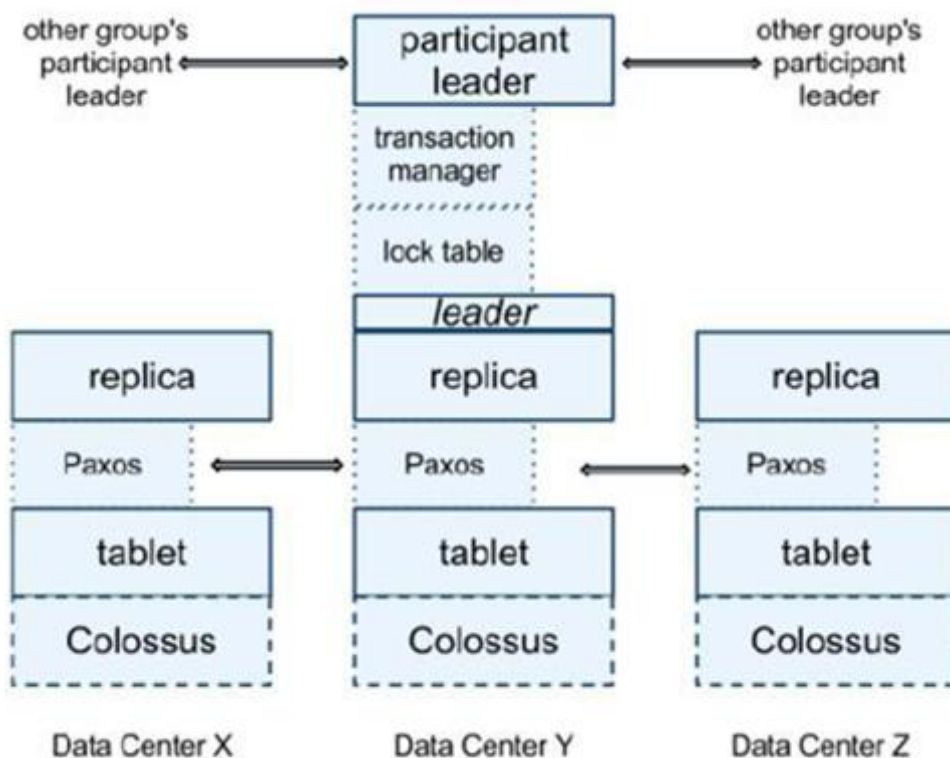 other group's
participant
leader
participant
leader
other group's
participant
leader
transaction
manager
lock table
leader
replica
replica
replica
Paxos
Paxos
Paxos
tablet
tablet
tablet
Colossus
Colossus
Colossus
Data Center X
Data Center Y
Data Center Z